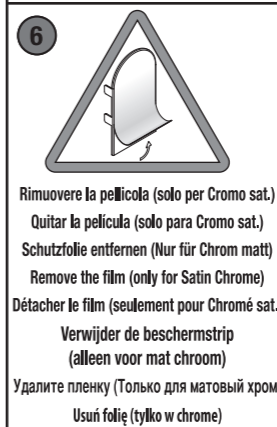 6
Rimuovere la pellicola (solo per Cromo sat.)
Quitar la película (solo para Cromo sat.)
Schutzfolie entfernen (Nur für Chrom matt)
Remove the film (only for Satin Chrome)
Détacher le film (seulement pour Chromé sat.
Verwijder de beschermstrip
(alleen voor mat chroom)
Удалите пленку (Только для матовый хром
Usuń folię (tylko w chrome)